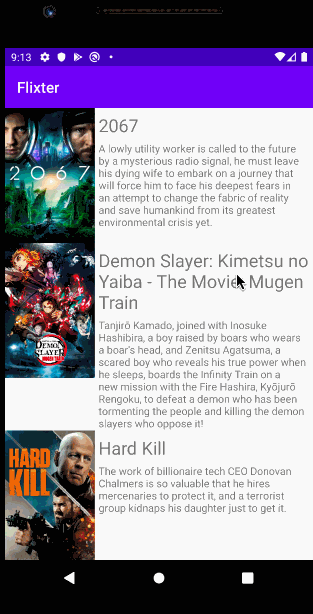 9:13
Flixter
2067
A lowly utility worker is called to the future
by a mysterious radio signal, he must leave
his dying wife to embark on a journey that
will force him to face his deepest fears in
an attempt to change the fabric of reality
and save humankind from its greatest
environmental crisis yet.
2067
Demon Slayer: Kimetsu no
Yaiba - The Movie: Mugen
Train
Tanjirō Kamado, joined with Inosuke
Hashibira, a boy raised by boars who wears
a boar's head, and Zenitsu Agatsuma, a
scared boy who reveals his true power when
he sleeps, boards the Infinity Train on a
new mission with the Fire Hashira, Kyōjurō
Rengoku, to defeat a demon who has been
tormenting the people and killing the demon
slayers who oppose it!
DEMON
SLAYER
MUGEN TRAIN
Hard Kill
The work of billionaire tech CEO Donovan
Chalmers is so valuable that he hires
mercenaries to protect it, and a terrorist
group kidnaps his daughter just to get it.
HARD
KILL